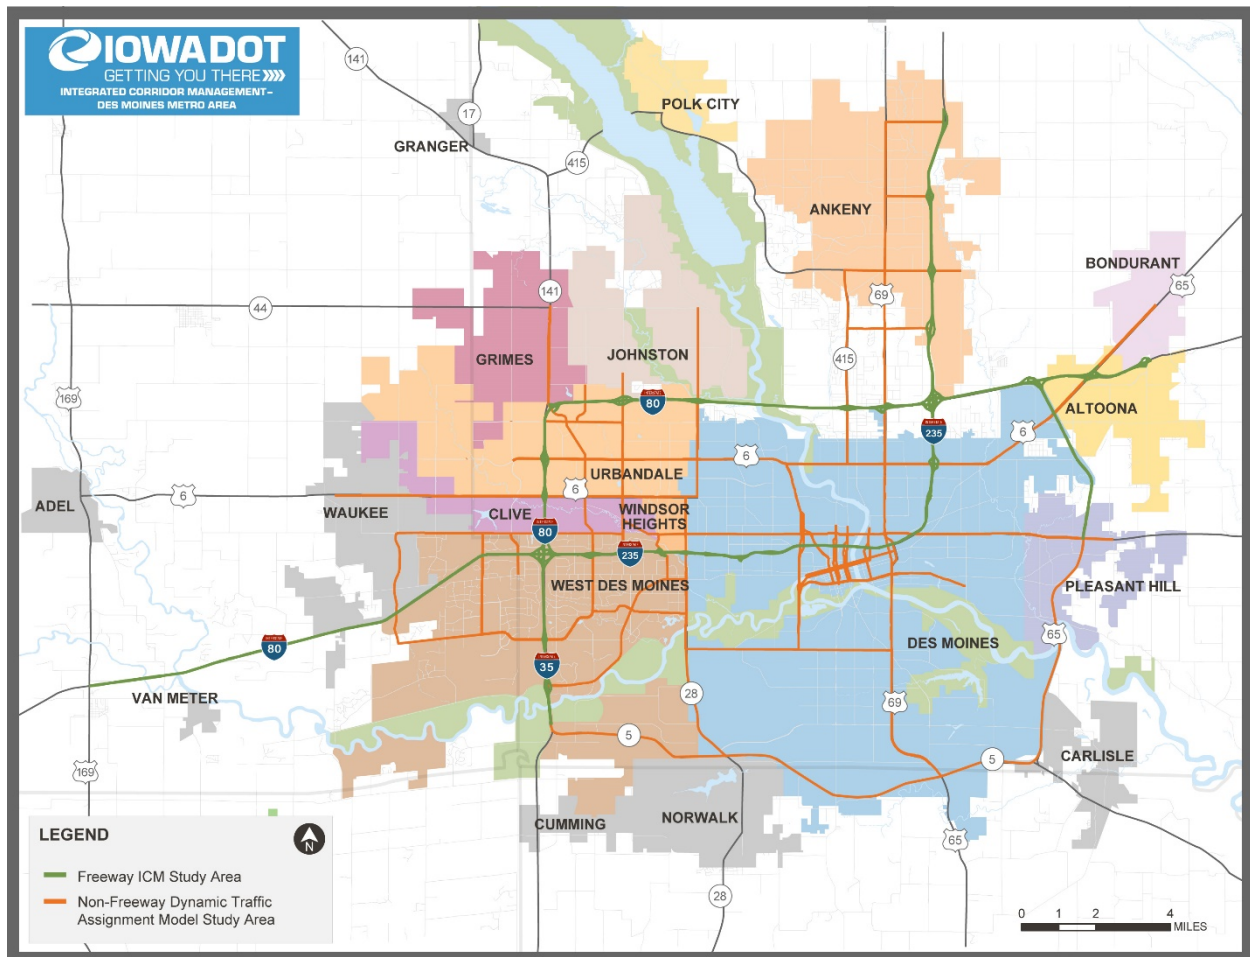 IOWADOT
GETTING YOU THERE
INTEGRATED CORRIDOR MANAGEMENT–
DES MOINES METRO AREA
69
141
POLK CITY
17
GRANGER
415
ANKENY
BONDURANT
65
141
69
44
GRIMES
JOHNSTON
415
169
80
ALTOONA
235
6
6
URBANDALE
6
6
ADEL
WAUKEE
CLIVE
WINDSOR
HEIGHTS
80
235
WEST DES MOINES
PLEASANT HILL
65
DES MOINES
80
35
VAN METER
28
69
5
5
CARLISLE
169
CUMMING
NORWALK
65
28
LEGEND
N
Freeway ICM Study Area
Non-Freeway Dynamic Traffic
Assignment Model Study Area
0 1 2 4
MILES